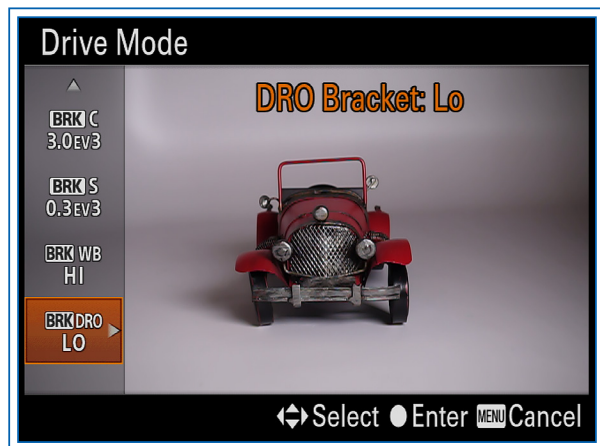 Drive Mode
DRO Bracket: Lo
BRK C
3.0EV3
BRK S
0.3EV3
BRK WB
HI
BRK DRO
LO
Select Enter MENU Cancel